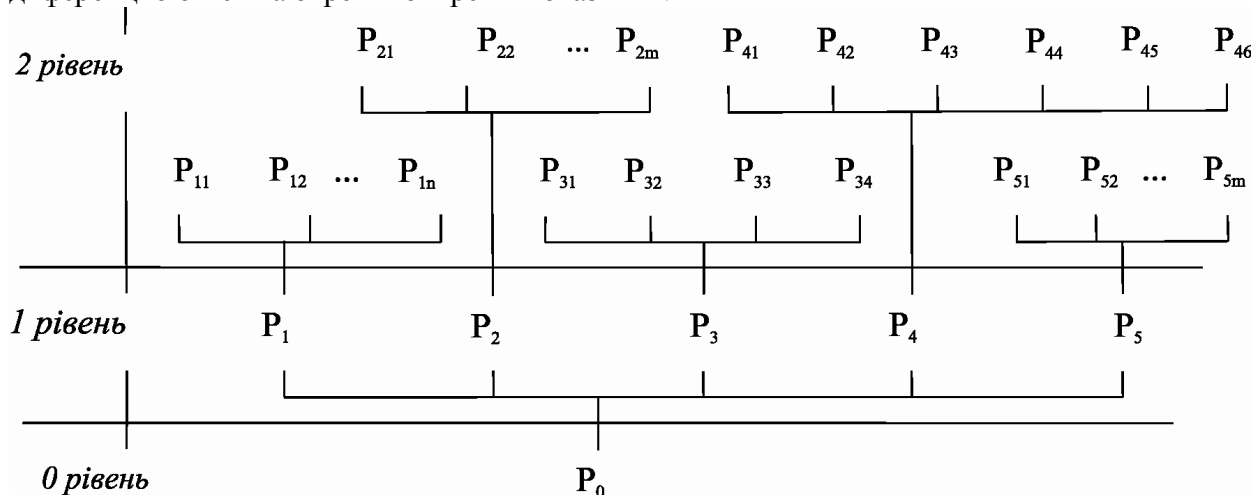 P₂₁ P₂₂ ... P₂ₘ P₄₁ P₄₂ P₄₃ P₄₄ P₄₅ P₄₆
2 рівень
P₁₁ P₁₂ ... P₁ₙ P₃₁ P₃₂ P₃₃ P₃₄ P₅₁ P₅₂ ... P₅ₘ
1 рівень P₁ P₂ P₃ P₄ P₅
0 рівень P₀